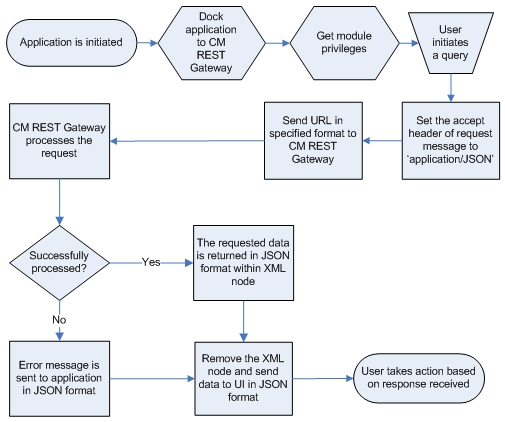 Application is initiated
Dock
application
to CM
REST
Gateway
Get module
privileges
User
initiates
a query
CM REST Gateway
processes the
request
Send URL in
specified format to
CM REST
Gateway
Set the accept
header of request
message to
‘application/JSON’
Successfully
processed?
Yes
The requested data
is returned in JSON
format within XML
node
No
Error message is
sent to application
in JSON format
Remove the XML
node and send
data to UI in JSON
format
User takes action based
on response received